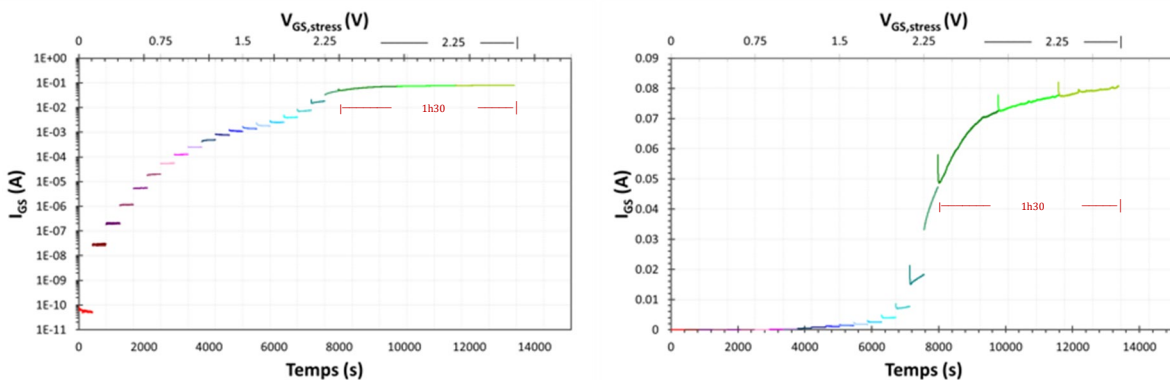 V_GS,stress (V)
0 0.75 1.5 2.25 2.25
1E+00
1E-01
1E-02
1E-03
1E-04
1E-05
1E-06
1E-07
1E-08
1E-09
1E-10
1E-11
I_GS (A)
1h30
0 2000 4000 6000 8000 10000 12000 14000
Temps (s)
V_GS,stress (V)
0 0.75 1.5 2.25 2.25
0.09
0.08
0.07
0.06
0.05
0.04
0.03
0.02
0.01
0
I_GS (A)
1h30
0 2000 4000 6000 8000 10000 12000 14000
Temps (s)